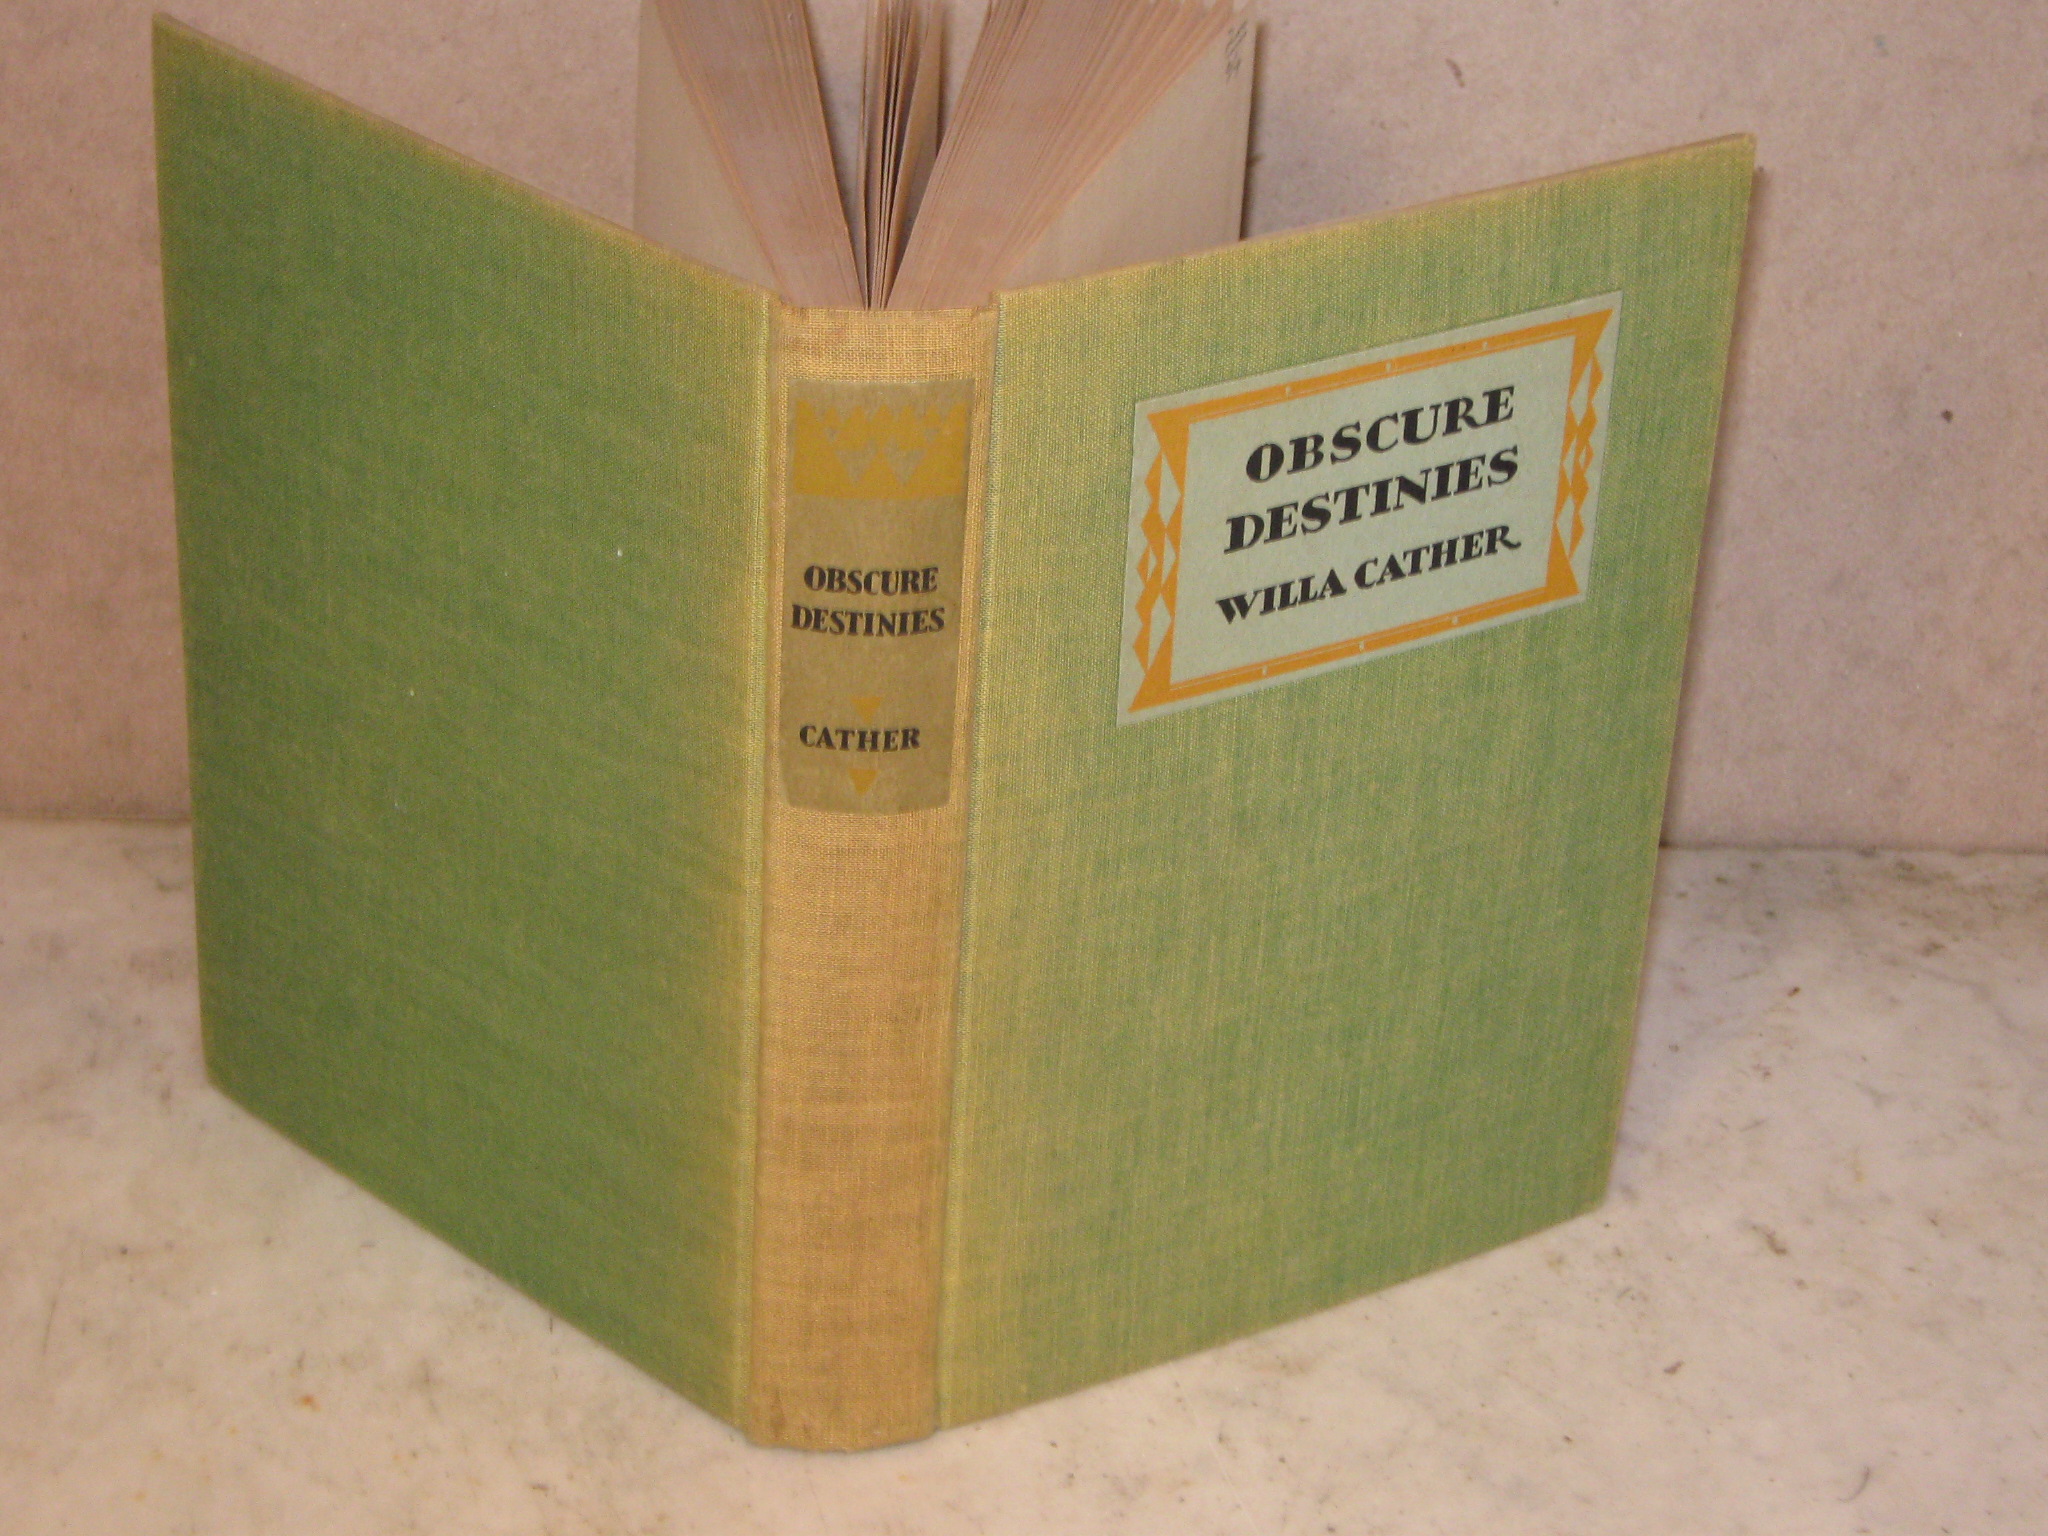 OBSCURE
DESTINIES
CATHER
OBSCURE
DESTINIES
WILLA CATHER